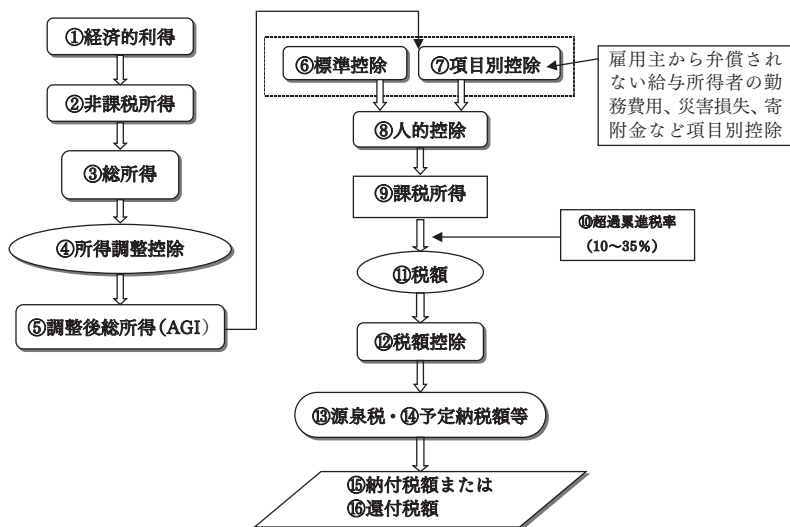 ①経済的利得
②非課税所得
③総所得
④所得調整控除
⑤調整後総所得（AGI）
⑥標準控除
⑦項目別控除
雇用主から弁償され
ない給与所得者の勤
務費用、災害損失、寄
附金など項目別控除
⑧人的控除
⑨課税所得
⑩超過累進税率
（10～35％）
⑪税額
⑫税額控除
⑬源泉税・⑭予定納税額等
⑮納付税額または
⑯還付税額